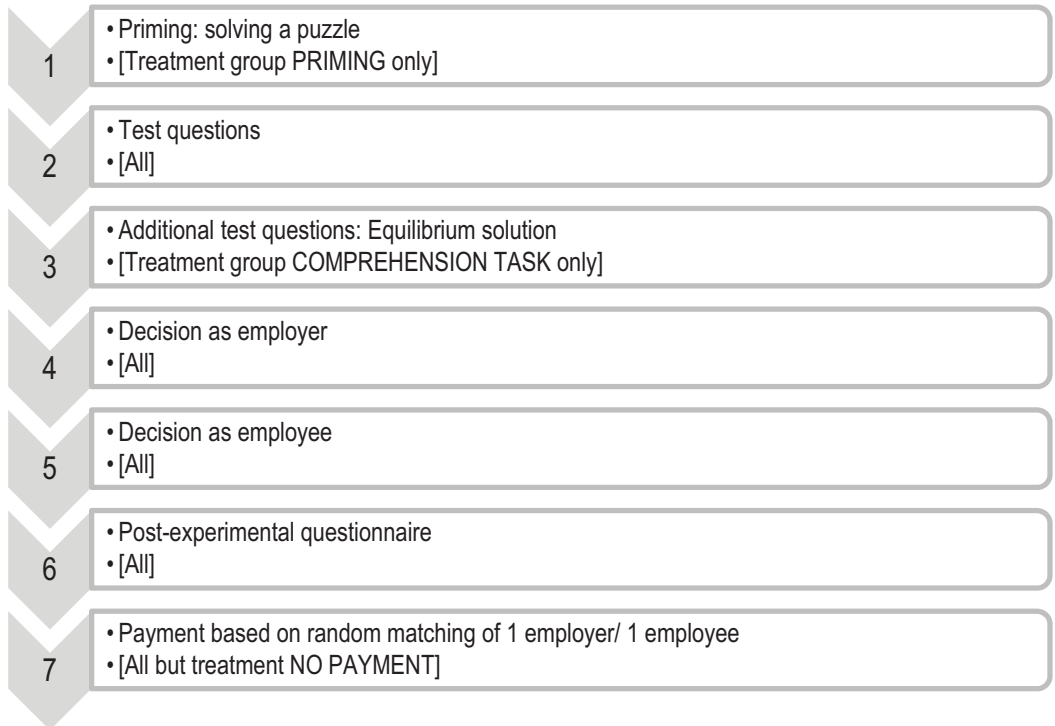 1
• Priming: solving a puzzle
• [Treatment group PRIMING only]
2
• Test questions
• [All]
3
• Additional test questions: Equilibrium solution
• [Treatment group COMPREHENSION TASK only]
4
• Decision as employer
• [All]
5
• Decision as employee
• [All]
6
• Post-experimental questionnaire
• [All]
7
• Payment based on random matching of 1 employer/ 1 employee
• [All but treatment NO PAYMENT]